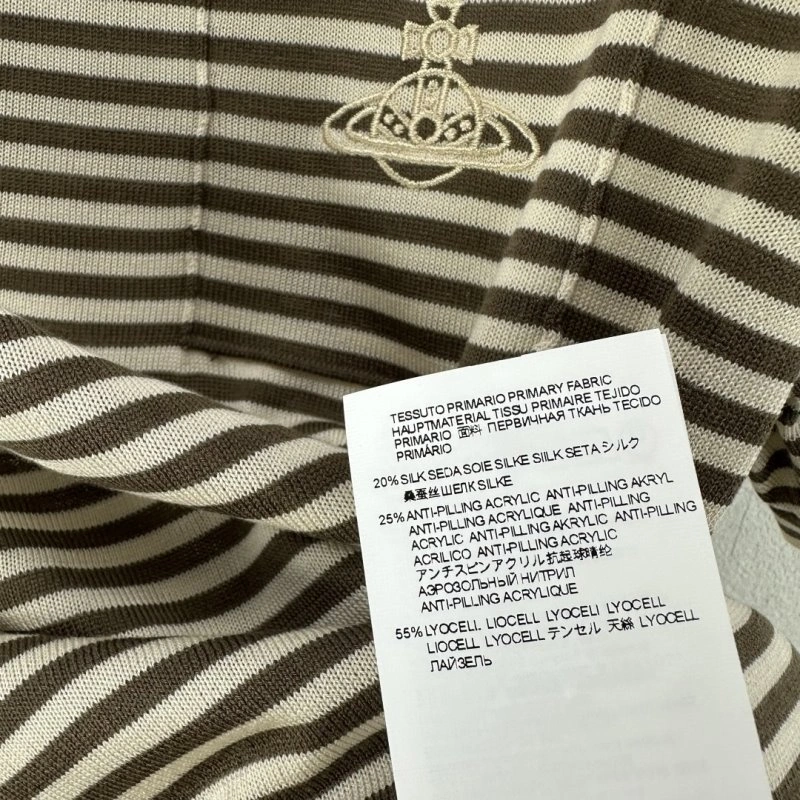 TESSUTO PRIMARIO PRIMARY FABRIC
HAUPTMATERIAL TISSU PRIMAIRE TEJIDO
PRIMARIO 面料 ПЕРВИЧНАЯ ТКАНЬ TECIDO
PRIMÁRIO
20% SILK SEDA SOIE SILKE SIILK SETA シルク
桑蚕丝 ШЕЛК SILKE
25% ANTI-PILLING ACRYLIC ANTI-PILLING AKRYL
ANTI-PILLING ACRYLIQUE ANTI-PILLING
ACRYLIC ANTI-PILLING AKRYLIC ANTI-PILLING
ACRILICO ANTI-PILLING ACRYLIC
アンチスピンアクリル 抗起球晴纶
АЭРОЗОЛЬНЫЙ НИТРИЛ
ANTI-PILLING ACRYLIQUE
55% LYOCELL. LIOCELL LYOCELI LYOCELL
LIOCELL LYOCELL テンセル 天絲 LYOCELL
ЛАЙЗЕЛЬ